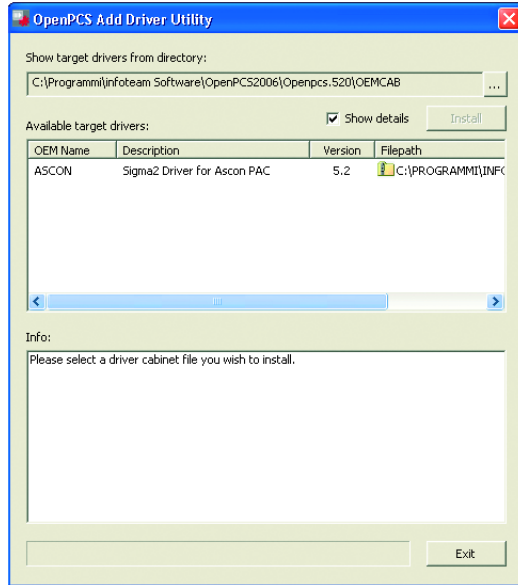 OpenPCS Add Driver Utility
Show target drivers from directory:
C:\Programmi\infoteam Software\OpenPCS2006\Openpcs.520\OEMCAB
...
Available target drivers:
Show details
Install
OEM Name Description Version Filepath
ASCON Sigma2 Driver for Ascon PAC 5.2 C:\PROGRAMMI\INFO
Info:
Please select a driver cabinet file you wish to install.
Exit